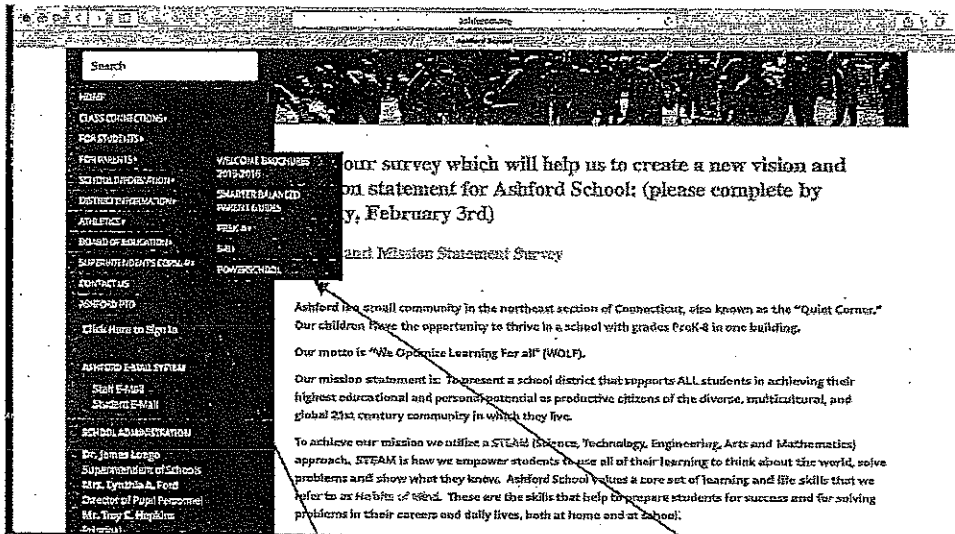 Search
HOME
CLASS CONNECTIONS
FOR STUDENTS
FOR PARENTS
SCHOOL INFORMATION
DISTRICT INFORMATION
ATHLETICS
BOARD OF EDUCATION
CONTACT US
ASHFORD PTO
Click Here to Sign In
ASHFORD E-MAIL SYSTEM
Staff E-Mail
Student E-Mail
SCHOOL ADMINISTRATION
Dr. James Longo
Superintendent of Schools
Mrs. Cynthia A. Ford
Director of Pupil Personnel
Mr. Troy C. Hopkins
Principal
WELCOME BROCHURES
SMARTER BALANCED
PARENT GUIDES
POWERSCHOOL
our survey which will help us to create a new vision and
on statement for Ashford School: (please complete by
y, February 3rd)
and Mission Statement Survey
Ashford is a small community in the northeast section of Connecticut, also known as the "Quiet Corner."
Our children have the opportunity to thrive in a school with grades PreK-8 in one building.
Our motto is "We Optimize Learning For all" (WOLF).
Our mission statement is: To present a school district that supports ALL students in achieving their
highest educational and personal potential as productive citizens of the diverse, multicultural, and
global 21st century community in which they live.
To achieve our mission we utilize a STEAM (Science, Technology, Engineering, Arts and Mathematics)
approach. STEAM is how we empower students to use all of their learning to think about the world, solve
problems and show what they know. Ashford School values a core set of learning and life skills that we
refer to as Habits of Mind. These are the skills that help to prepare students for success and for solving
problems in their careers and daily lives, both at home and at school.